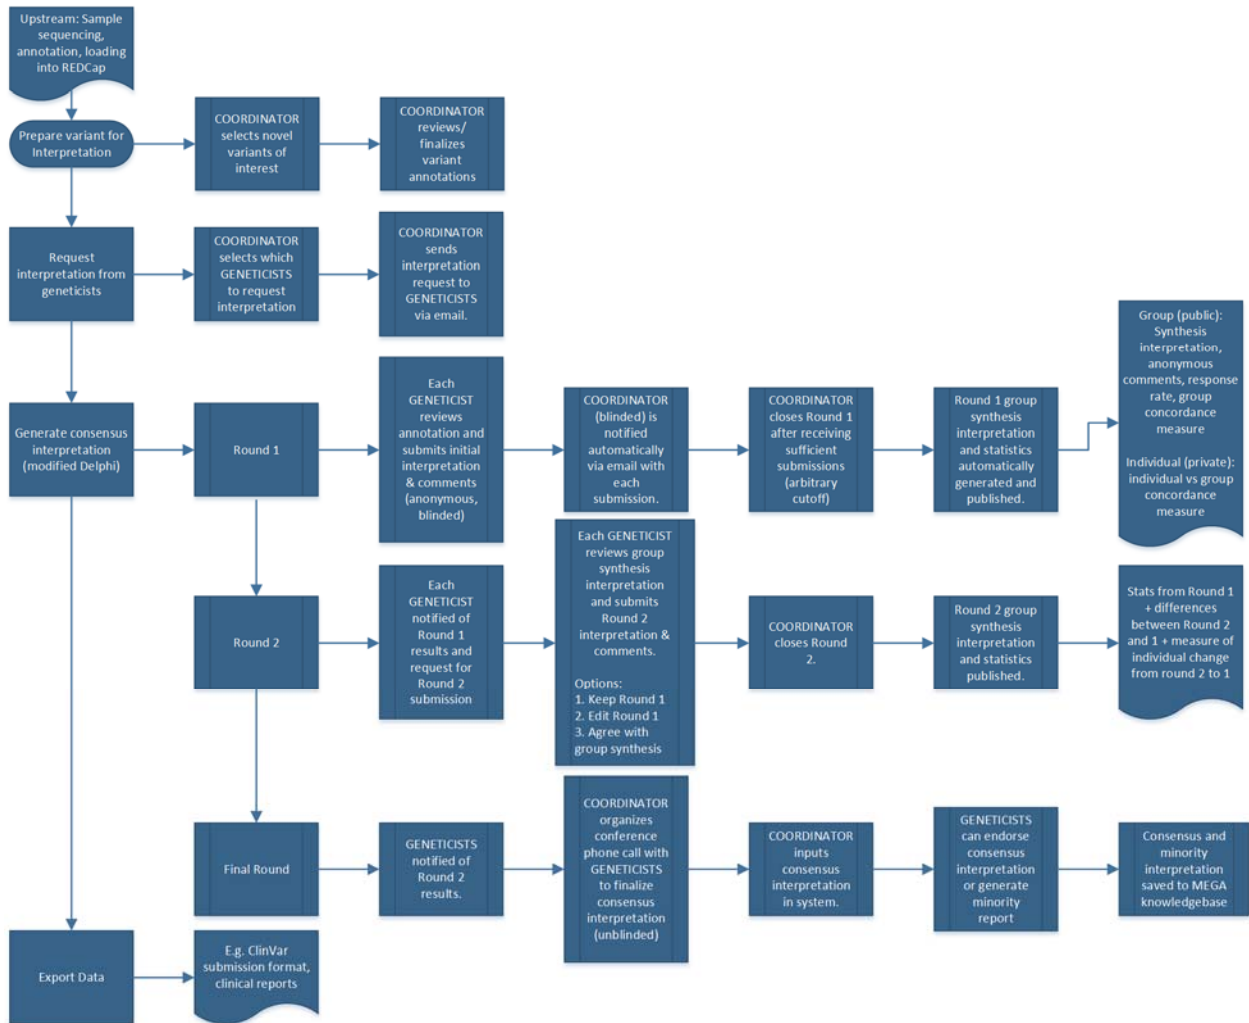 Upstream: Sample
sequencing,
annotation, loading
into REDCap
Prepare variant for
Interpretation
COORDINATOR
selects novel
variants of
interest
COORDINATOR
reviews/
finalizes
variant
annotations
Request
interpretation from
geneticists
COORDINATOR
selects which
GENETICISTS
to request
interpretation
COORDINATOR
sends
interpretation
request to
GENETICISTS
via email.
Generate consensus
interpretation
(modified Delphi)
Round 1
Each
GENETICIST
reviews
annotation and
submits initial
interpretation
& comments
(anonymous,
blinded)
COORDINATOR
(blinded) is
notified
automatically
via email with
each
submission.
COORDINATOR
closes Round 1
after receiving
sufficient
submissions
(arbitrary
cutoff)
Round 1 group
synthesis
interpretation
and statistics
automatically
generated and
published.
Group (public):
Synthesis
interpretation,
anonymous
comments, response
rate, group
concordance
measure
Individual (private):
individual vs group
concordance
measure
Round 2
Each
GENETICIST
notified of
Round 1
results and
request for
Round 2
submission
Each GENETICIST
reviews group
synthesis
interpretation
and submits
Round 2
interpretation &
comments.
Options:
1. Keep Round 1
2. Edit Round 1
3. Agree with
group synthesis
COORDINATOR
closes Round
2.
Round 2 group
synthesis
interpretation
and statistics
published.
Stats from Round 1
+ differences
between Round 2
and 1 + measure of
individual change
from round 2 to 1
Final Round
GENETICISTS
notified of
Round 2
results.
COORDINATOR
organizes
conference
phone call with
GENETICISTS
to finalize
consensus
interpretation
(unblinded)
COORDINATOR
inputs
consensus
interpretation
in system.
GENETICISTS
can endorse
consensus
interpretation
or generate
minority
report
Consensus and
minority
interpretation
saved to MEGA
knowledgebase
Export Data
E.g. ClinVar
submission format,
clinical reports